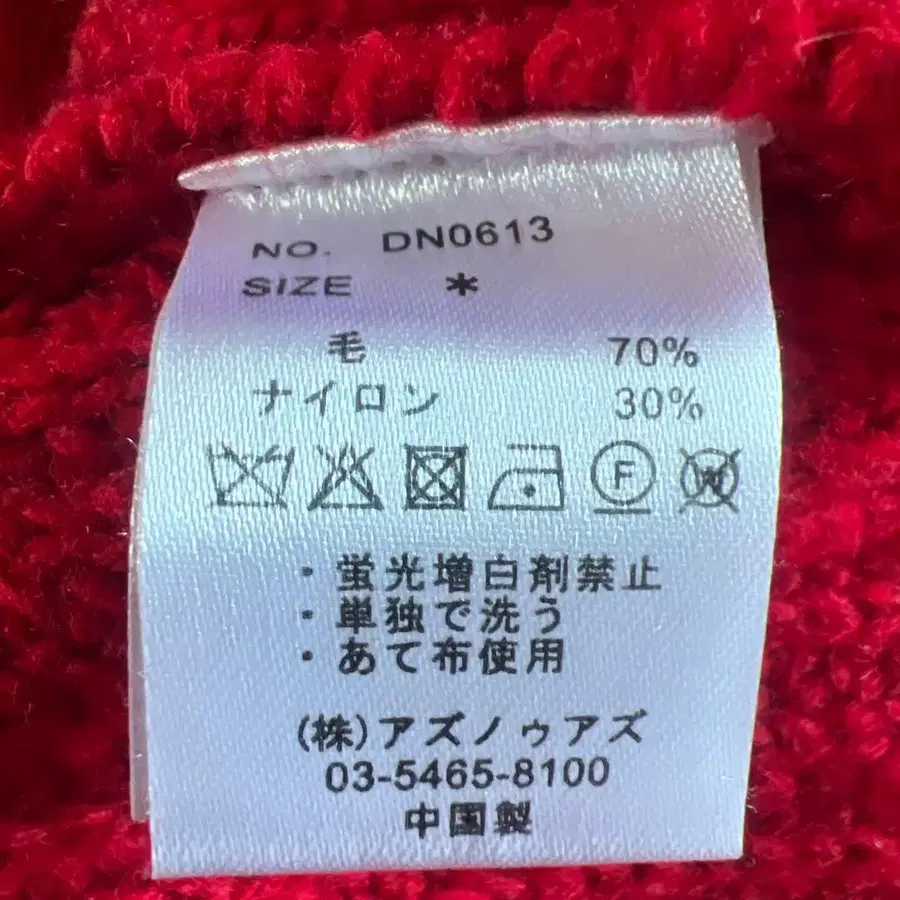 NO. DN0613
SIZE *
毛 70%
ナイロン 30%
F W
・蛍光増白剤禁止
・単独で洗う
・あて布使用
(株)アズノゥアズ
03-5465-8100
中国製